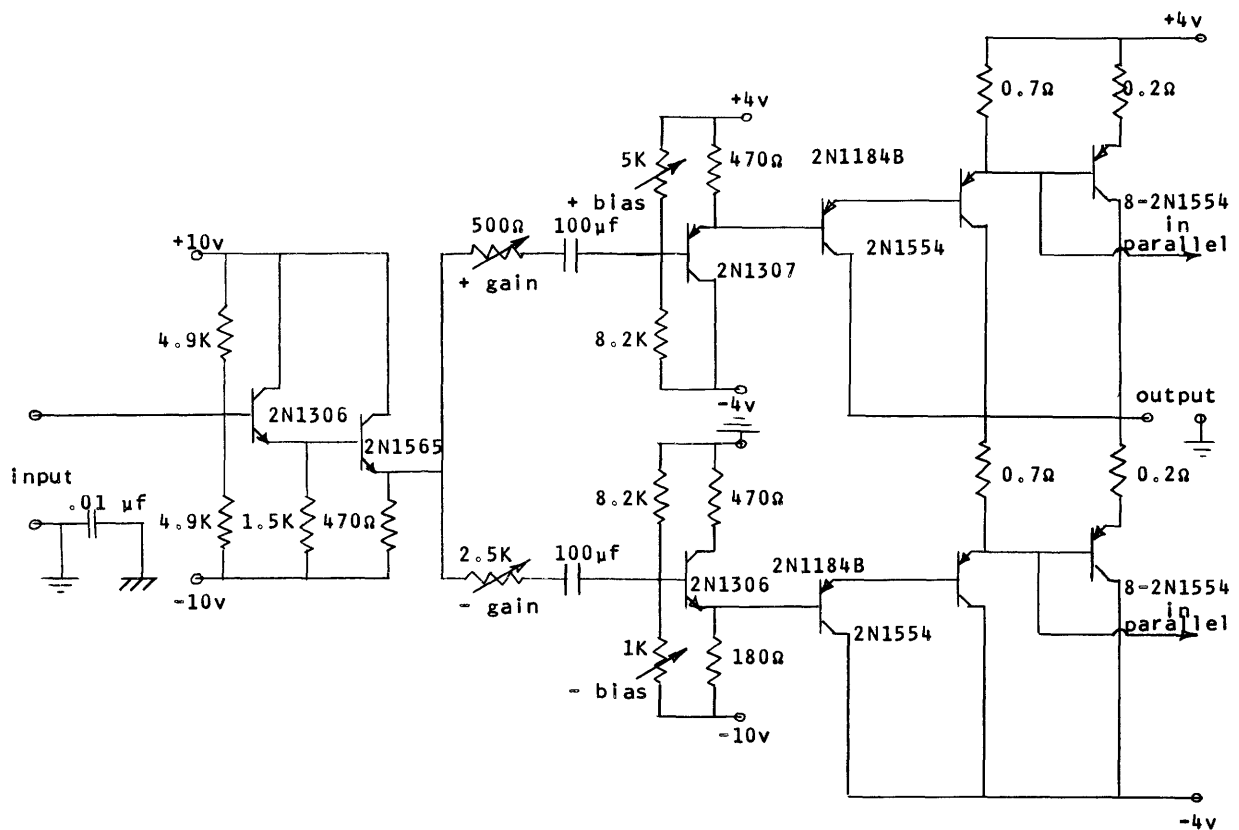 +4v
0.7Ω
0.2Ω
+4v
5K
470Ω
2N1184B
+ bias
500Ω
100µf
8-2N1554
in
parallel
+10v
2N1307
2N1554
+ gain
4.9K
8.2K
-4v
output
2N1306
2N1565
input
.01 µf
4.9K
1.5K
470Ω
8.2K
470Ω
0.7Ω
0.2Ω
2.5K
100µf
2N1306
2N1184B
-10v
- gain
8-2N1554
in
parallel
2N1554
1K
180Ω
- bias
-10v
-4v